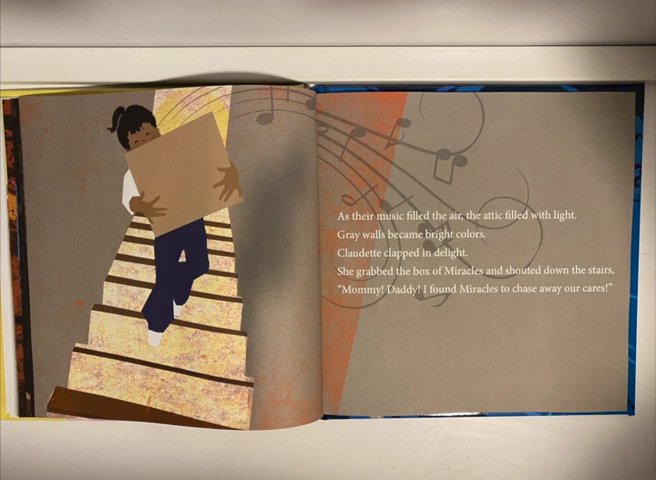 As their music filled the air, the attic filled with light.
Gray walls became bright colors.
Claudette clapped in delight.
She grabbed the box of Miracles and shouted down the stairs,
“Mommy! Daddy! I found Miracles to chase away our cares!”